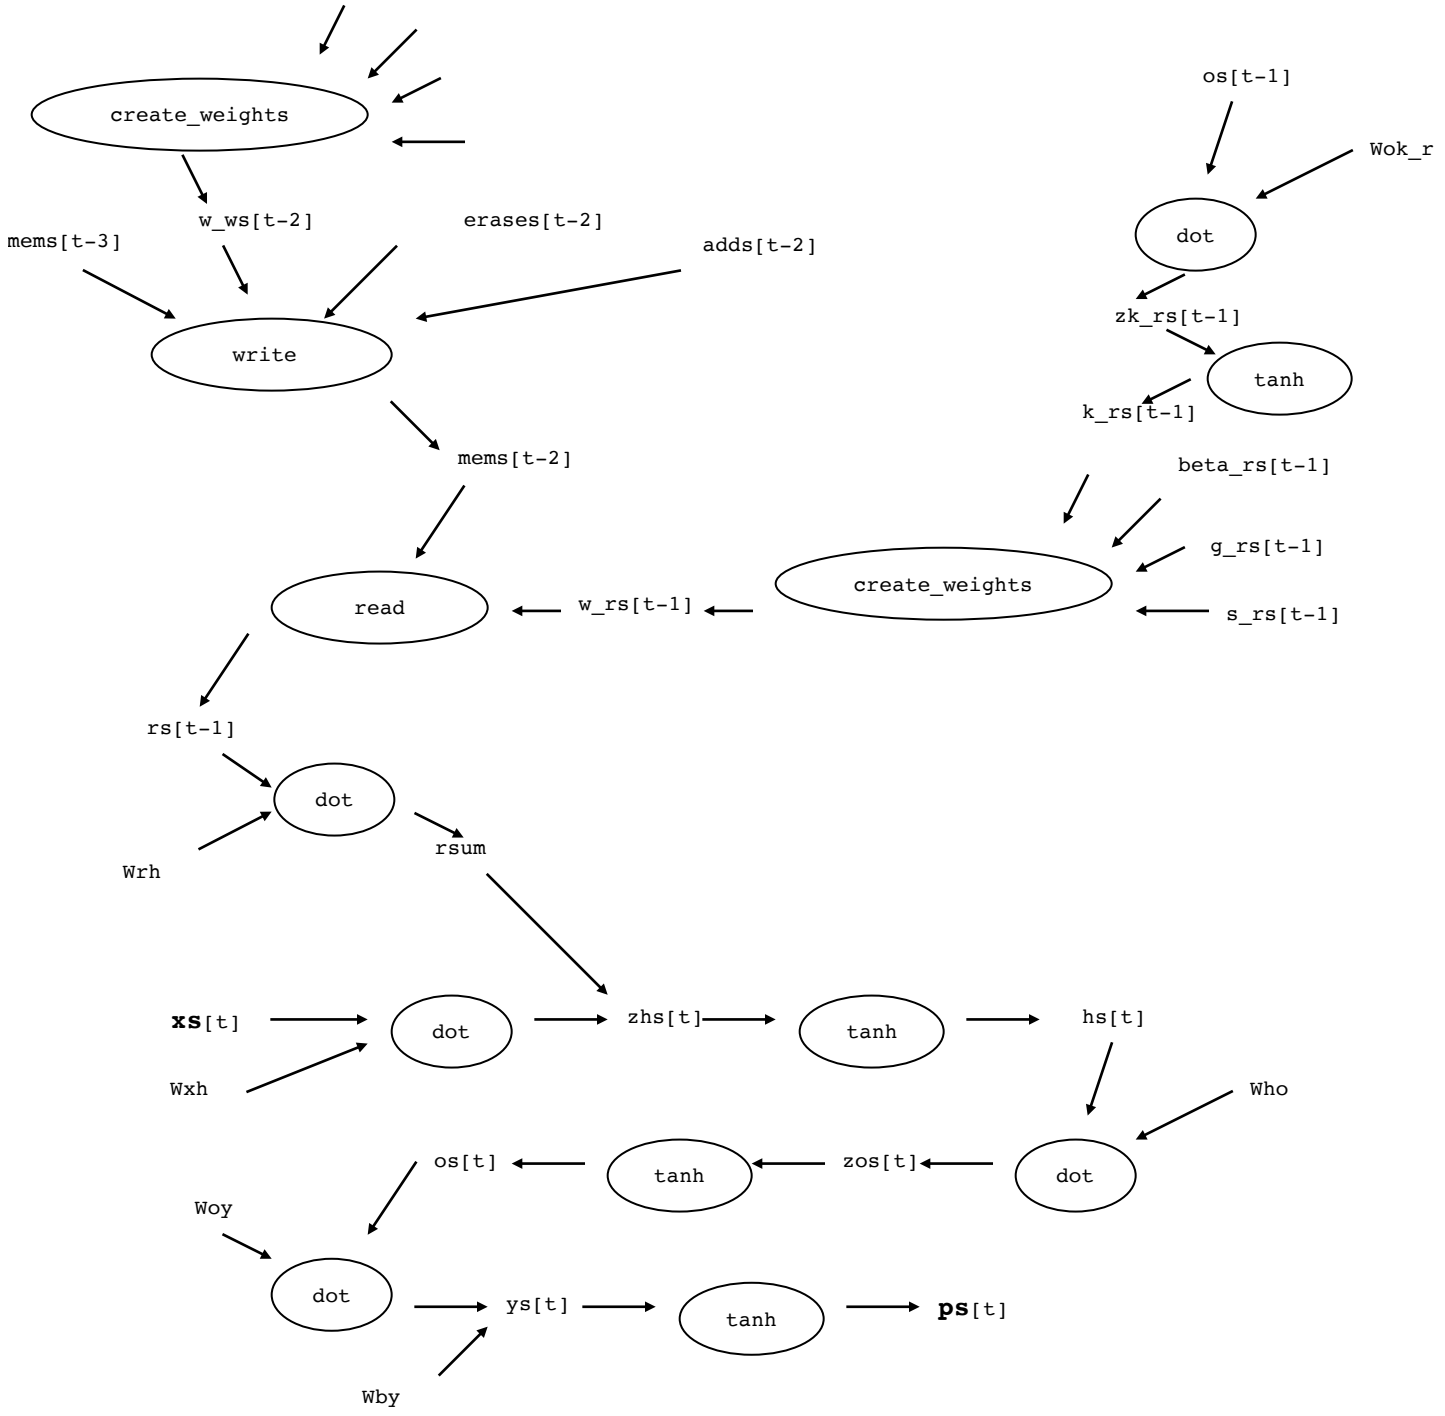 os[t-1]
create_weights
Wok_r
w_ws[t-2]
erases[t-2]
mems[t-3]
adds[t-2]
dot
zk_rs[t-1]
write
tanh
k_rs[t-1]
mems[t-2]
beta_rs[t-1]
g_rs[t-1]
create_weights
read
w_rs[t-1]
s_rs[t-1]
rs[t-1]
dot
rsum
Wrh
xs[t]
dot
zhs[t]
tanh
hs[t]
Wxh
Who
os[t]
tanh
zos[t]
dot
Woy
dot
ys[t]
tanh
ps[t]
Wby